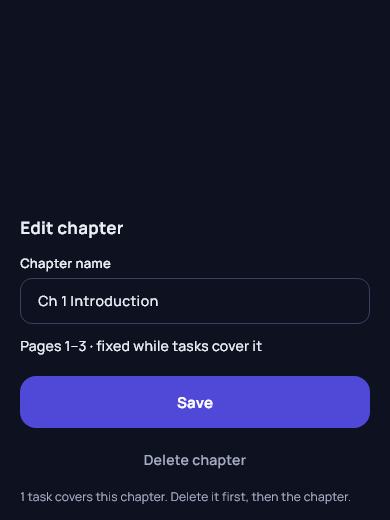 Edit chapter
Chapter name
Ch 1 Introduction
Pages 1–3 · fixed while tasks cover it
Save
Delete chapter
1 task covers this chapter. Delete it first, then the chapter.